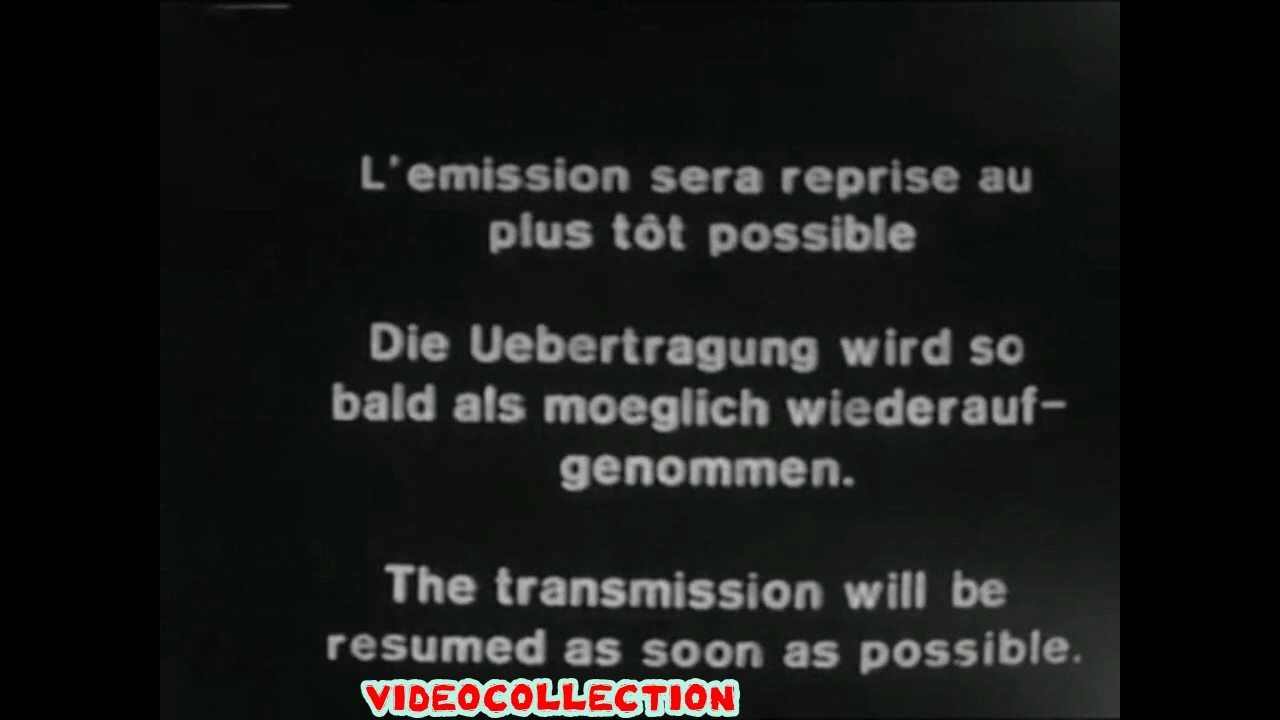 L'emission sera reprise au
plus tôt possible
Die Uebertragung wird so
bald als moeglich wiederauf-
genommen.
The transmission will be
resumed as soon as possible.
VIDEOCOLLECTION